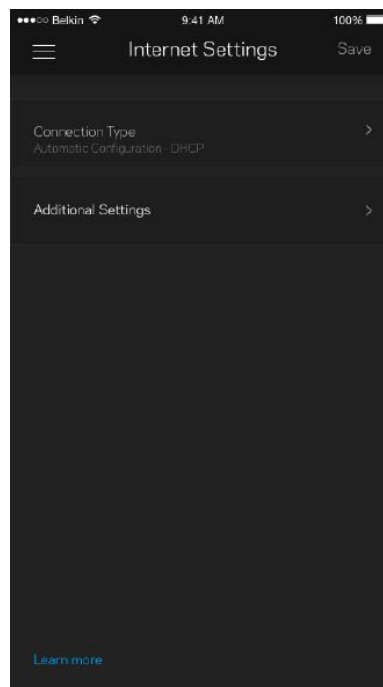 Belkin 9:41 AM 100%
Internet Settings Save
Connection Type
Automatic Configuration - DHCP
Additional Settings
Learn more